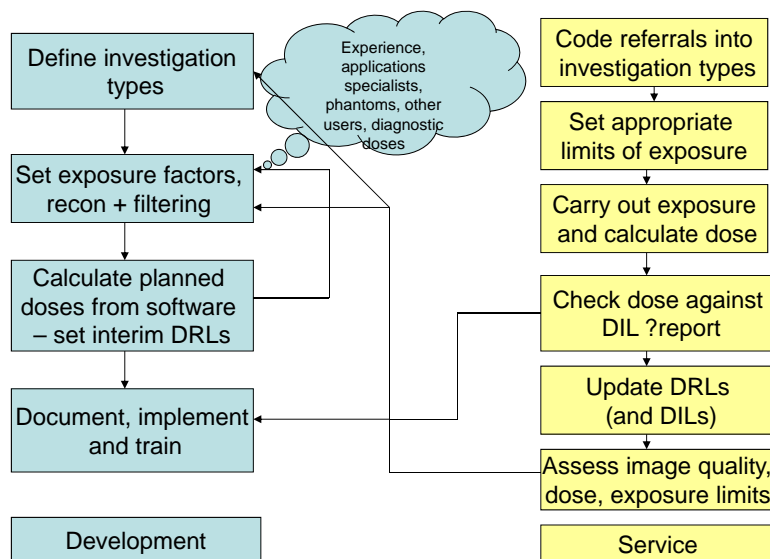 Define investigation
types
Set exposure factors,
recon + filtering
Calculate planned
doses from software
– set interim DRLs
Document, implement
and train
Development
Experience,
applications
specialists,
phantoms, other
users, diagnostic
doses
Code referrals into
investigation types
Set appropriate
limits of exposure
Carry out exposure
and calculate dose
Check dose against
DIL ?report
Update DRLs
(and DILs)
Assess image quality,
dose, exposure limits
Service